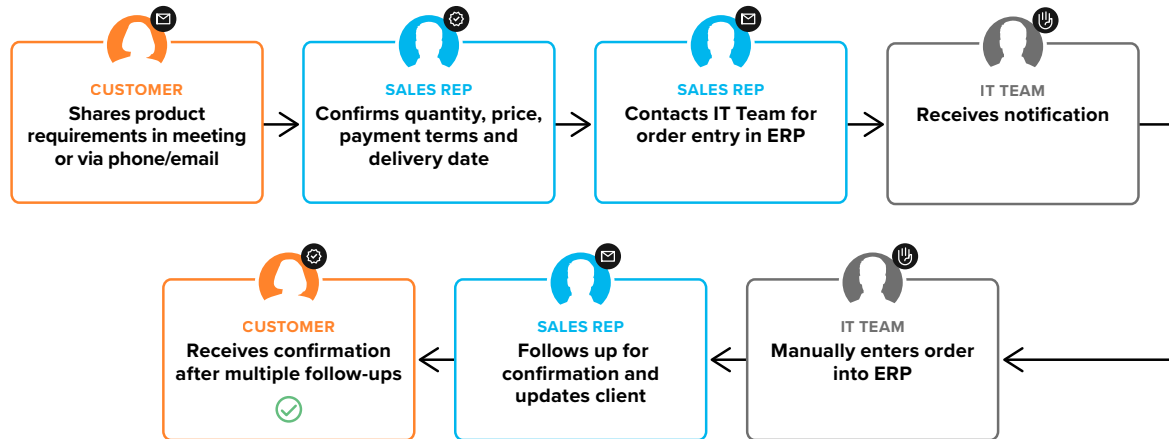 CUSTOMER
Shares product
requirements in meeting
or via phone/email
SALES REP
Confirms quantity, price,
payment terms and
delivery date
SALES REP
Contacts IT Team for
order entry in ERP
IT TEAM
Receives notification
CUSTOMER
Receives confirmation
after multiple follow-ups
SALES REP
Follows up for
confirmation and
updates client
IT TEAM
Manually enters order
into ERP